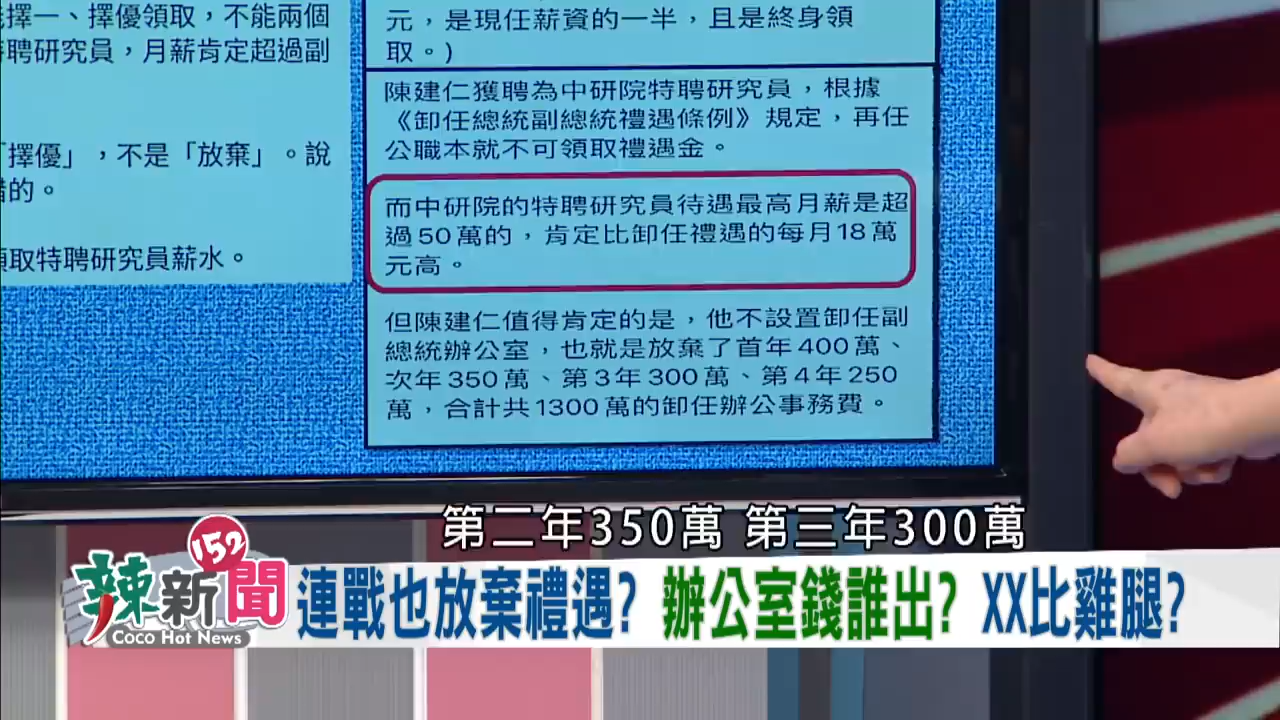 擇一、擇優領取，不能兩個
聘研究員，月薪肯定超過副
「擇優」，不是「放棄」。說
的。
取特聘研究員薪水。
元，是現任薪資的一半，且是終身領
取。)
陳建仁獲聘為中研院特聘研究員，根據
《卸任總統副總統禮遇條例》規定，再任
公職本就不可領取禮遇金。
而中研院的特聘研究員待遇最高月薪是超
過50萬的，肯定比卸任禮遇的每月18萬
元高。
但陳建仁值得肯定的是，他不設置卸任副
總統辦公室，也就是放棄了首年400萬、
次年350萬、第3年300萬、第4年250
萬，合計共1300萬的卸任辦公事務費。
第二年350萬 第三年300萬
辣新聞
152
Coco Hot News
連戰也放棄禮遇? 辦公室錢誰出? XX比雞腿?